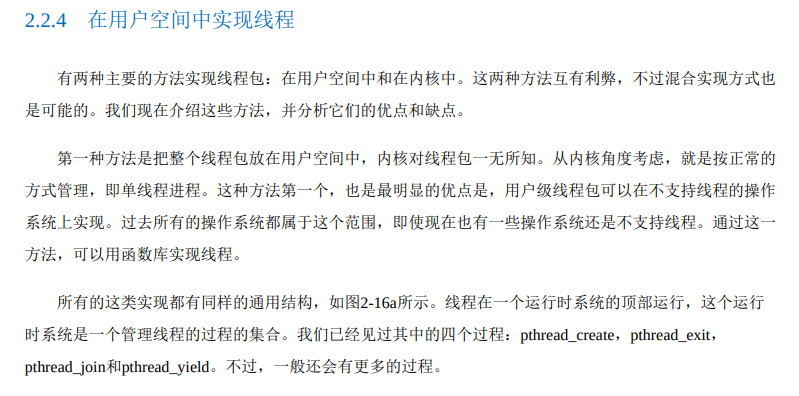 2.2.4 在用户空间中实现线程
有两种主要的方法实现线程包：在用户空间中和在内核中。这两种方法互有利弊，不过混合实现方式也
是可能的。我们现在介绍这些方法，并分析它们的优点和缺点。
第一种方法是把整个线程包放在用户空间中，内核对线程包一无所知。从内核角度考虑，就是按正常的
方式管理，即单线程进程。这种方法第一个，也是最明显的优点是，用户级线程包可以在不支持线程的操作
系统上实现。过去所有的操作系统都属于这个范围，即使现在也有一些操作系统还是不支持线程。通过这一
方法，可以用函数库实现线程。
所有的这类实现都有同样的通用结构，如图2-16a所示。线程在一个运行时系统的顶部运行，这个运行
时系统是一个管理线程的过程的集合。我们已经见过其中的四个过程：pthread_create，pthread_exit，
pthread_join和pthread_yield。不过，一般还会有更多的过程。